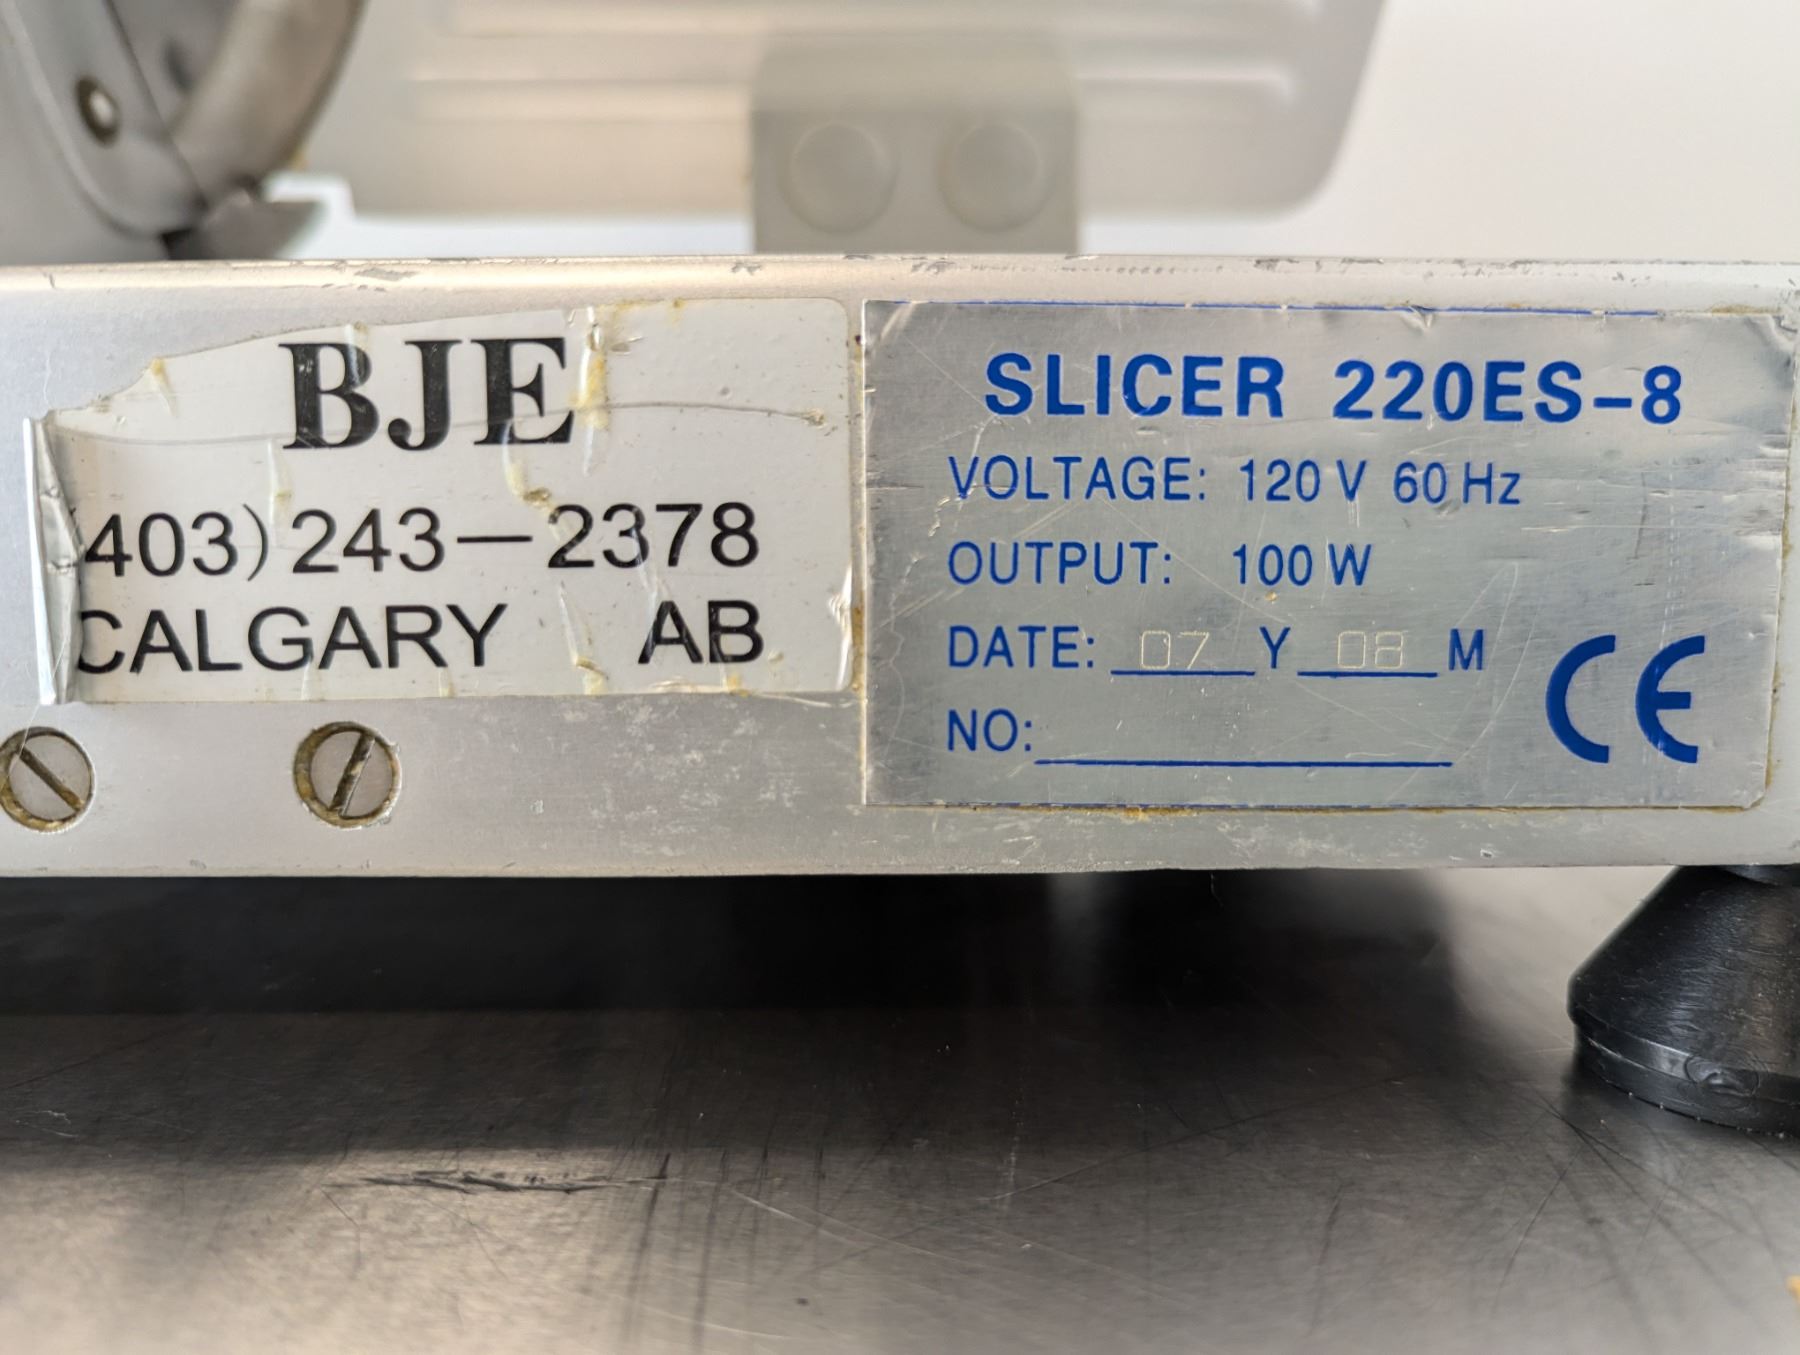 BJE
(403) 243-2378
CALGARY AB
SLICER 220ES-8
VOLTAGE: 120 V 60 Hz
OUTPUT: 100 W
DATE: 07 Y 08 M
NO:
CE